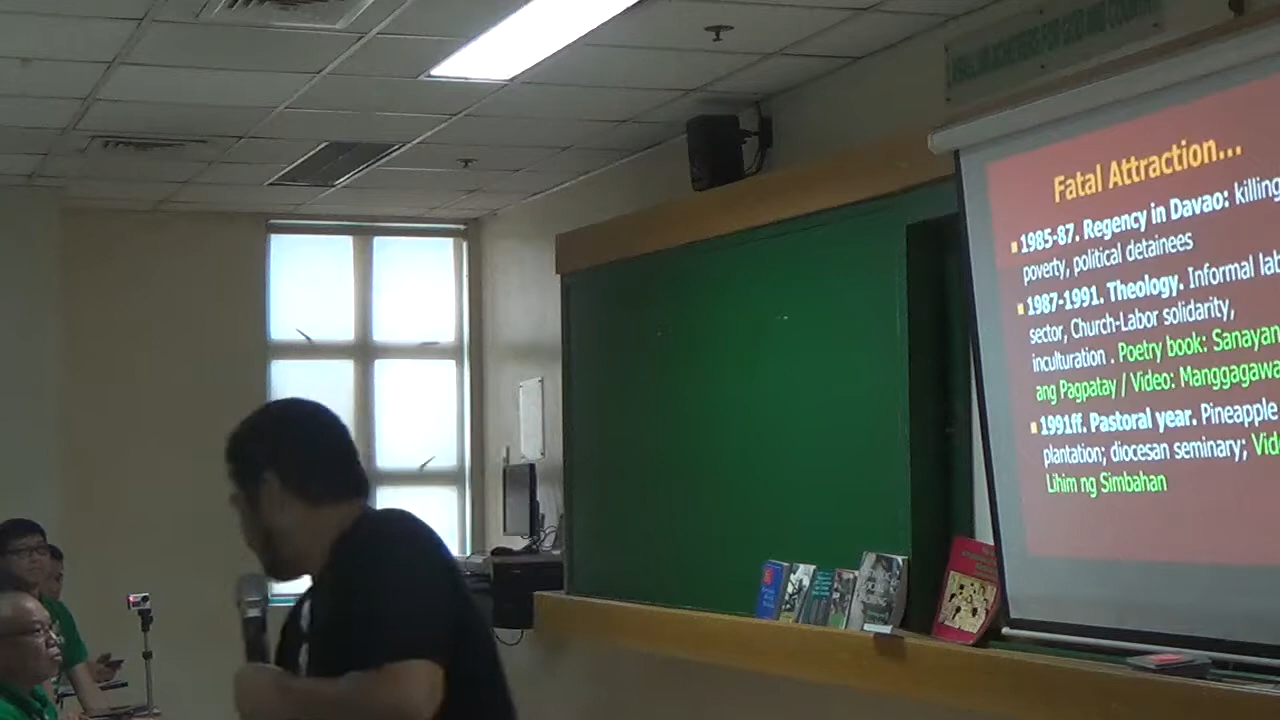 Fatal Attraction...
1985-87. Regency in Davao: killing
poverty, political detainees
1987-1991. Theology. Informal lab
sector, Church-Labor solidarity,
inculturation . Poetry book: Sanayan
ang Pagpatay / Video: Manggagawa
1991ff. Pastoral year. Pineapple
plantation; diocesan seminary; Vid
Lihim ng Simbahan